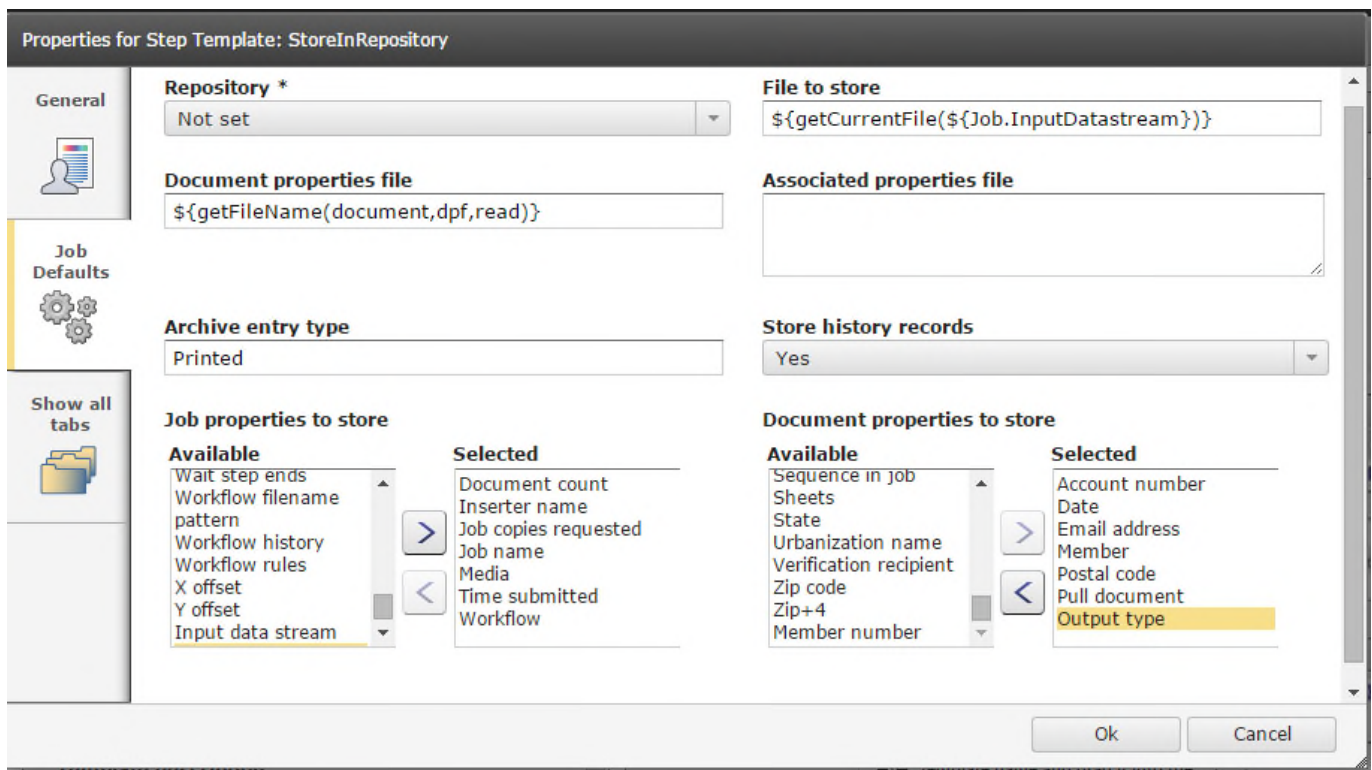 Properties for Step Template: StoreInRepository
General
Job
Defaults
Show all
tabs
Repository *
Not set
File to store
${getCurrentFile(${Job.InputDatastream})}
Document properties file
${getFileName(document,dpf,read)}
Associated properties file
Archive entry type
Printed
Store history records
Yes
Job properties to store
Available
Wait step ends
Workflow filename
pattern
Workflow history
Workflow rules
X offset
Y offset
Input data stream
>
<
Selected
Document count
Inserter name
Job copies requested
Job name
Media
Time submitted
Workflow
Document properties to store
Available
Sequence in job
Sheets
State
Urbanization name
Verification recipient
Zip code
Zip+4
Member number
>
<
Selected
Account number
Date
Email address
Member
Postal code
Pull document
Output type
Ok
Cancel